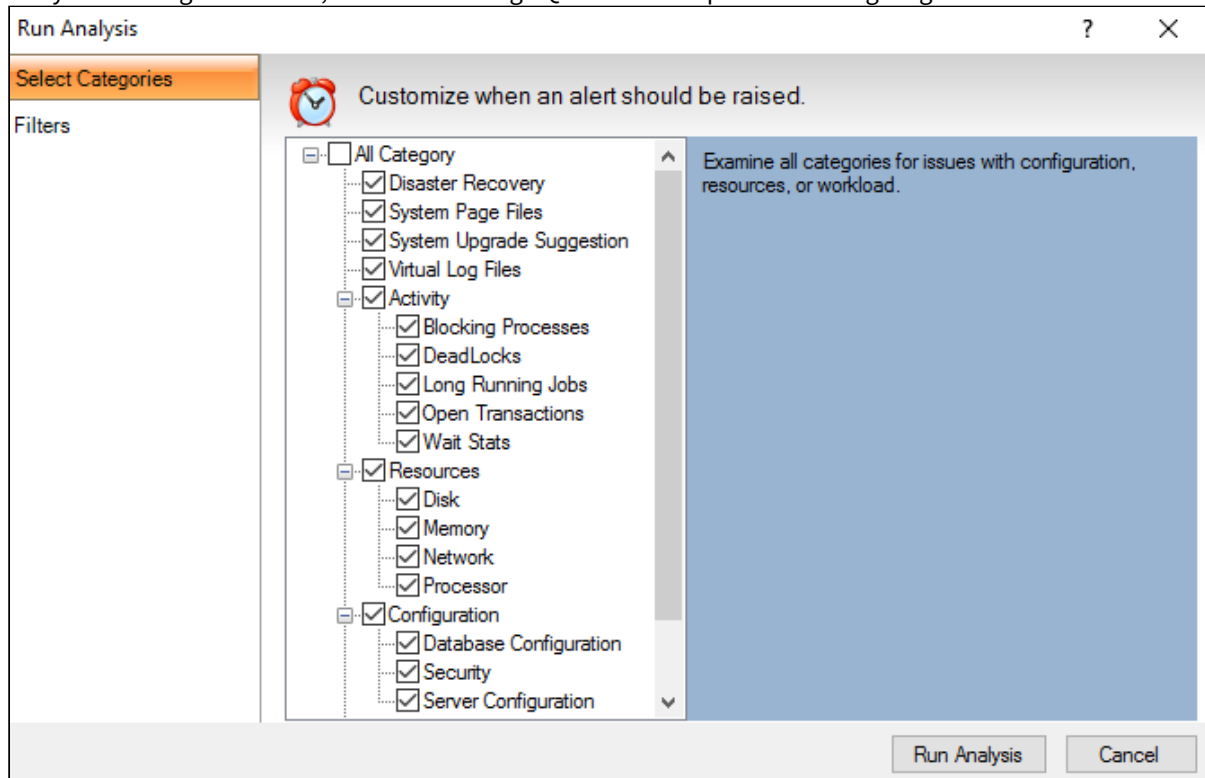 Run Analysis
?
Select Categories
Filters
Customize when an alert should be raised.
All Category
Disaster Recovery
System Page Files
System Upgrade Suggestion
Virtual Log Files
Activity
Blocking Processes
DeadLocks
Long Running Jobs
Open Transactions
Wait Stats
Resources
Disk
Memory
Network
Processor
Configuration
Database Configuration
Security
Server Configuration
Examine all categories for issues with configuration,
resources, or workload.
Run Analysis
Cancel